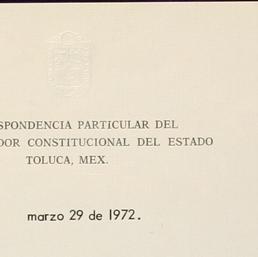 SPONDENCIA PARTICULAR DEL
DOR CONSTITUCIONAL DEL ESTADO
TOLUCA, MEX.
marzo 29 de 1972.